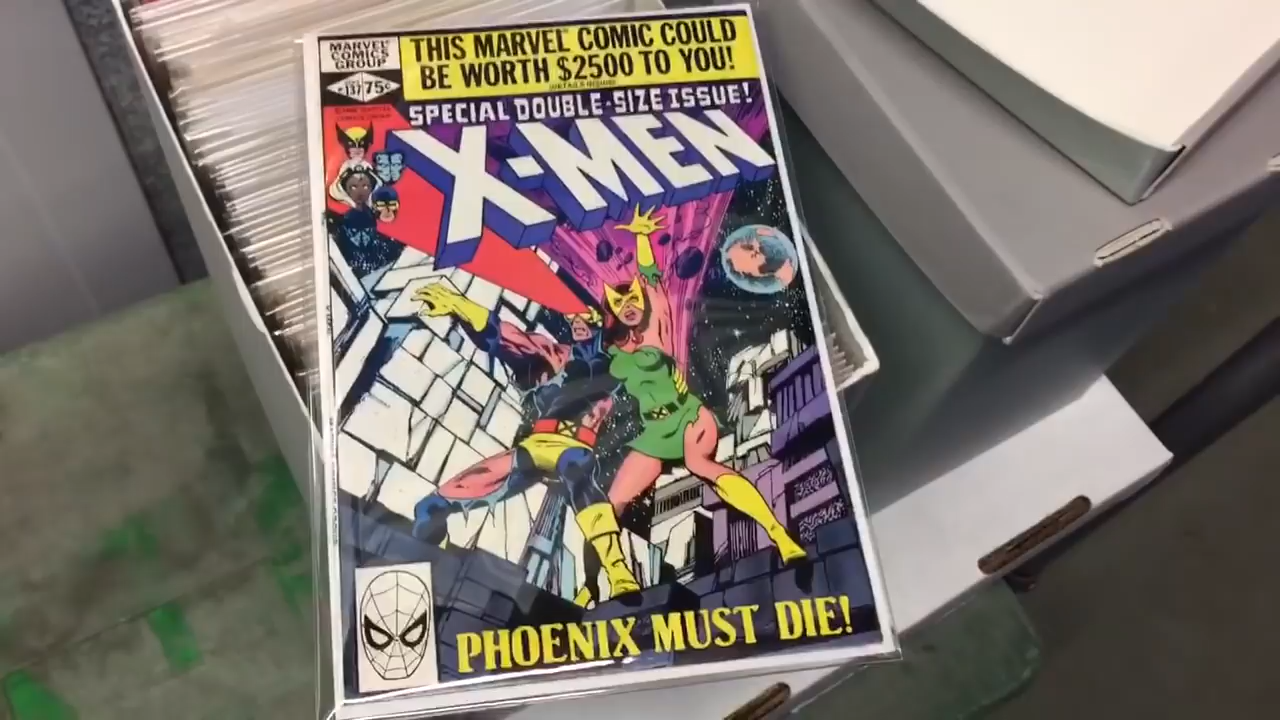 MARVEL
COMICS
GROUP
THIS MARVEL COMIC COULD
BE WORTH $2500 TO YOU!
75¢
137
SPECIAL DOUBLE-SIZE ISSUE!
X-MEN
PHOENIX MUST DIE!